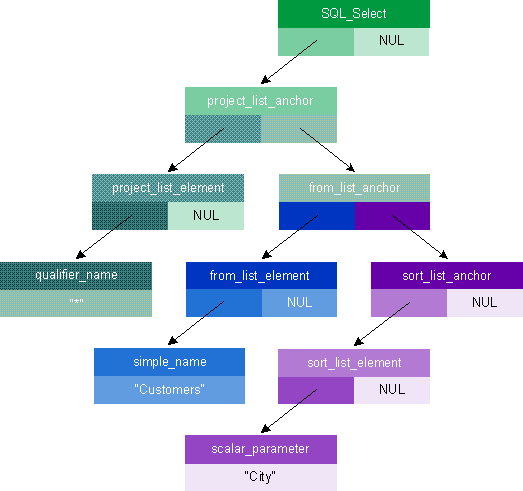 SQL_Select
NUL
project_list_anchor
project_list_element
from_list_anchor
NUL
qualifier_name
from_list_element
sort_list_anchor
"*"
NUL
NUL
simple_name
sort_list_element
"Customers"
NUL
scalar_parameter
"City"